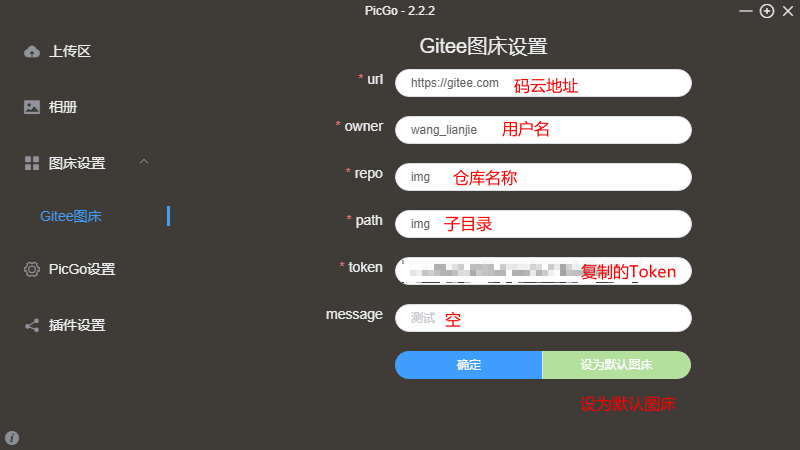 PicGo - 2.2.2
上传区
相册
图床设置
Gitee图床
PicGo设置
插件设置
Gitee图床设置
* url https://gitee.com 码云地址
* owner wang_lianjie 用户名
* repo img 仓库名称
* path img 子目录
* token 复制的Token
message 测试 空
确定 设为默认图床
设为默认图床